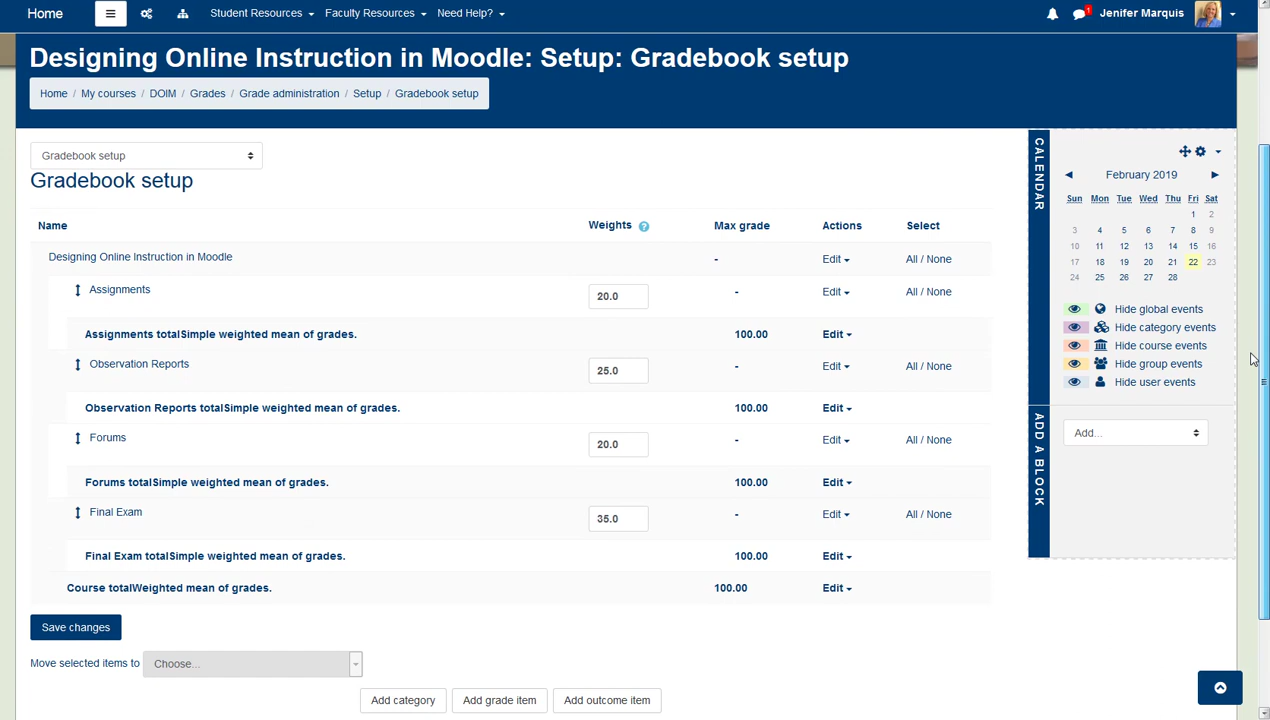 Home
Student Resources
Faculty Resources
Need Help?
1
Jenifer Marquis
Designing Online Instruction in Moodle: Setup: Gradebook setup
Home / My courses / DOIM / Grades / Grade administration / Setup / Gradebook setup
Gradebook setup
Gradebook setup
Name Weights ? Max grade Actions Select
Designing Online Instruction in Moodle - Edit All / None
Assignments 20.0 - Edit All / None
Assignments totalSimple weighted mean of grades. 100.00 Edit
Observation Reports 25.0 - Edit All / None
Observation Reports totalSimple weighted mean of grades. 100.00 Edit
Forums 20.0 - Edit All / None
Forums totalSimple weighted mean of grades. 100.00 Edit
Final Exam 35.0 - Edit All / None
Final Exam totalSimple weighted mean of grades. 100.00 Edit
Course totalWeighted mean of grades. 100.00 Edit
Save changes
Move selected items to Choose...
Add category Add grade item Add outcome item
CALENDAR
February 2019
Sun Mon Tue Wed Thu Fri Sat
1 2
3 4 5 6 7 8 9
10 11 12 13 14 15 16
17 18 19 20 21 22 23
24 25 26 27 28
Hide global events
Hide category events
Hide course events
Hide group events
Hide user events
ADD A BLOCK
Add...